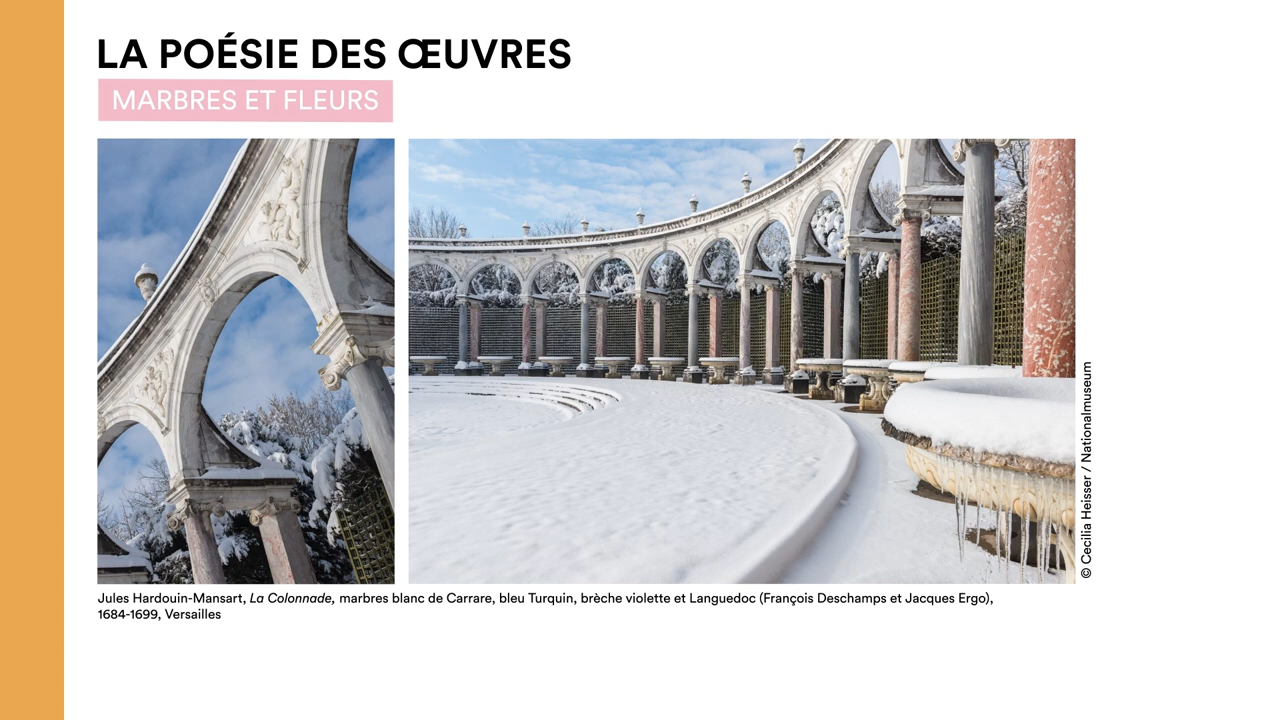 LA POÉSIE DES ŒUVRES
MARBRES ET FLEURS
© Cecilia Heisser / Nationalmuseum
Jules Hardouin-Mansart, La Colonnade, marbres blanc de Carrare, bleu Turquin, brèche violette et Languedoc (François Deschamps et Jacques Ergo),
1684-1699, Versailles